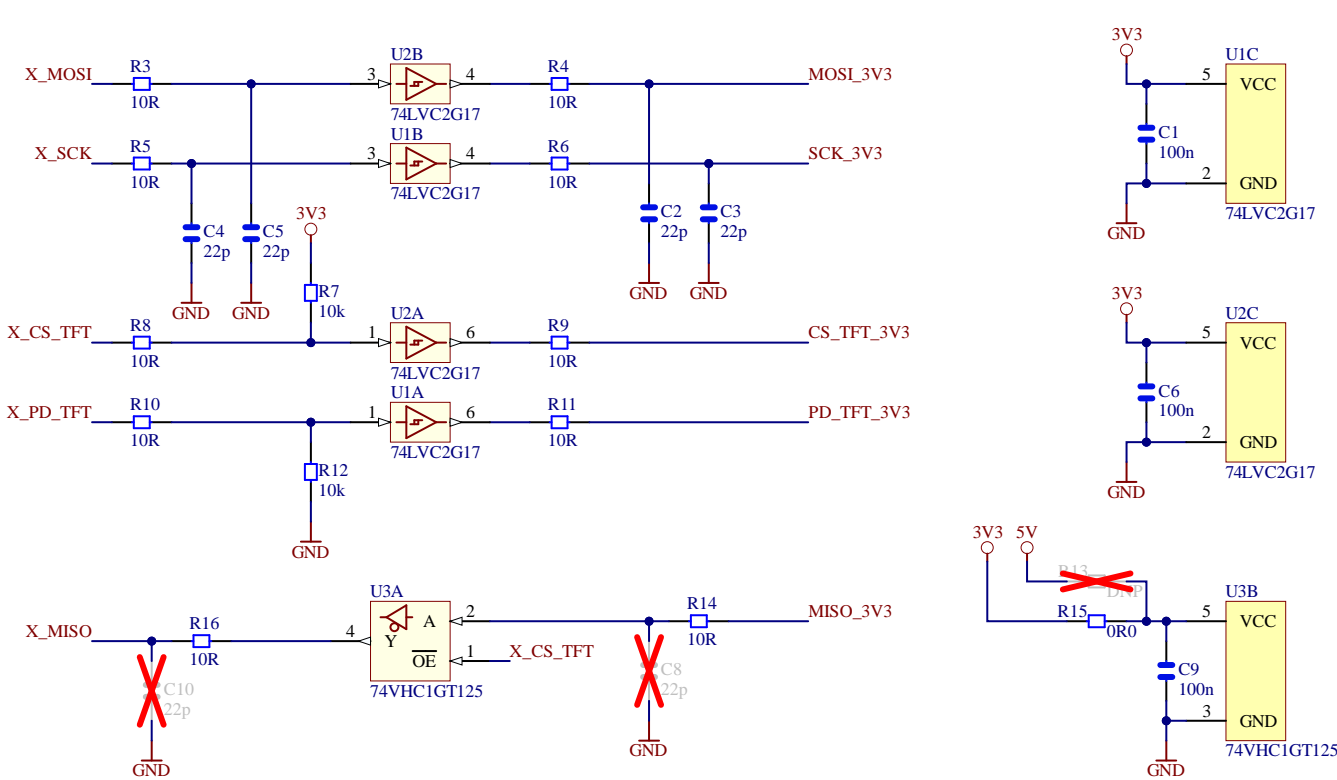 X_MOSI
R3
10R
3
U2B
74LVC2G17
4
R4
10R
MOSI_3V3
X_SCK
R5
10R
3
U1B
74LVC2G17
4
R6
10R
SCK_3V3
C4
22p
GND
C5
22p
GND
C2
22p
GND
C3
22p
GND
3V3
R7
10k
X_CS_TFT
R8
10R
1
U2A
74LVC2G17
6
R9
10R
CS_TFT_3V3
X_PD_TFT
R10
10R
1
U1A
74LVC2G17
6
R11
10R
PD_TFT_3V3
R12
10k
GND
X_MISO
R16
10R
4
U3A
A
Y
OE
74VHC1GT125
2
1
X_CS_TFT
R14
10R
MISO_3V3
C10
22p
GND
C8
22p
GND
3V3
U1C
5
VCC
C1
100n
2
GND
74LVC2G17
GND
3V3
U2C
5
VCC
C6
100n
2
GND
74LVC2G17
GND
3V3
5V
R13
DNP
R15
0R0
U3B
5
VCC
C9
100n
3
GND
74VHC1GT125
GND